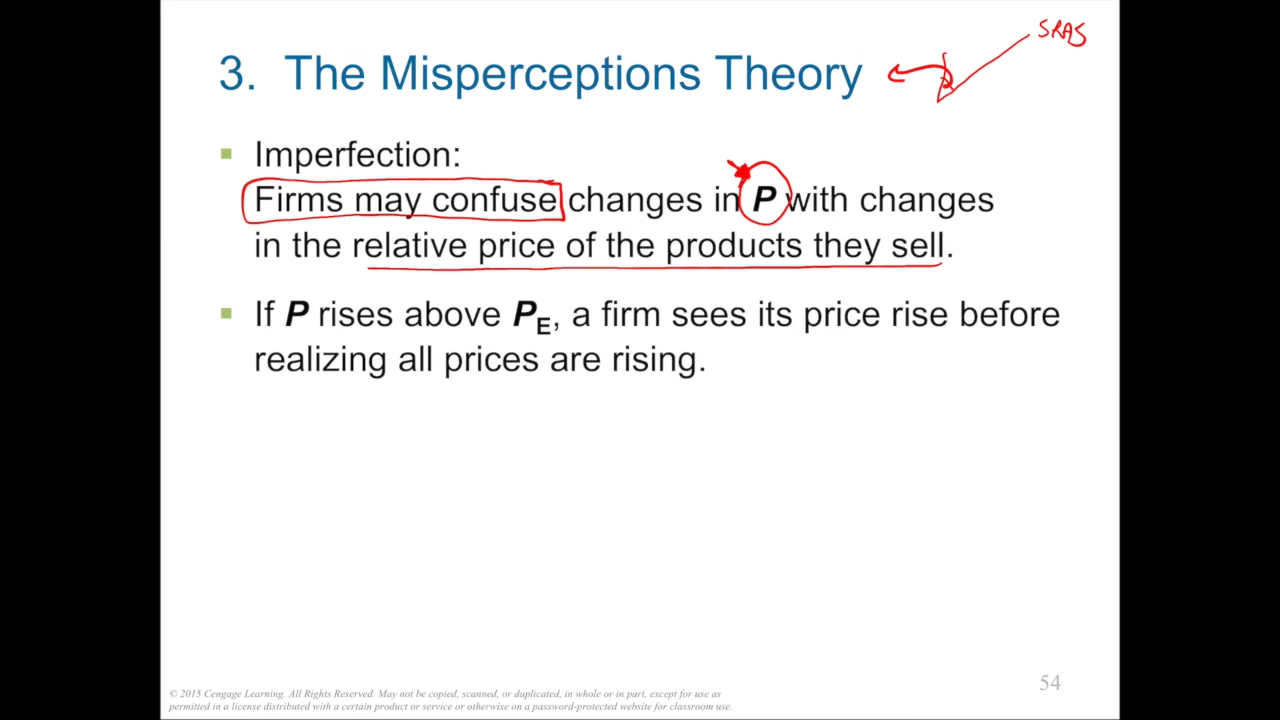 SRAS
3. The Misperceptions Theory
▪ Imperfection:
Firms may confuse changes in P with changes
in the relative price of the products they sell.
▪ If P rises above PE, a firm sees its price rise before
realizing all prices are rising.
54
© 2015 Cengage Learning. All Rights Reserved. May not be copied, scanned, or duplicated, in whole or in part, except for use as
permitted in a license distributed with a certain product or service or otherwise on a password-protected website for classroom use.